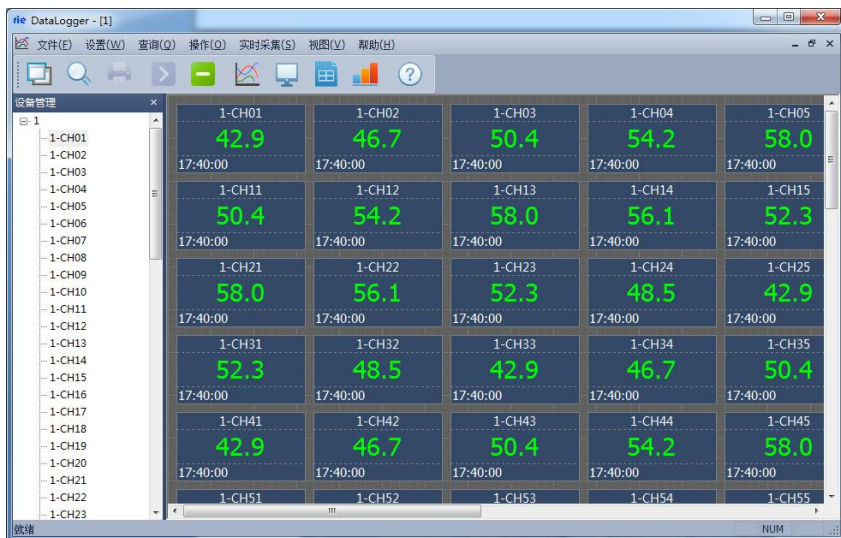 rie DataLogger - [1]
文件(F) 设置(W) 查询(Q) 操作(O) 实时采集(S) 视图(V) 帮助(H)
设备管理
1
1-CH01
1-CH02
1-CH03
1-CH04
1-CH05
1-CH06
1-CH07
1-CH08
1-CH09
1-CH10
1-CH11
1-CH12
1-CH13
1-CH14
1-CH15
1-CH16
1-CH17
1-CH18
1-CH19
1-CH20
1-CH21
1-CH22
1-CH23
1-CH01 1-CH02 1-CH03 1-CH04 1-CH05
42.9 46.7 50.4 54.2 58.0
17:40:00 17:40:00 17:40:00 17:40:00 17:40:00
1-CH11 1-CH12 1-CH13 1-CH14 1-CH15
50.4 54.2 58.0 56.1 52.3
17:40:00 17:40:00 17:40:00 17:40:00 17:40:00
1-CH21 1-CH22 1-CH23 1-CH24 1-CH25
58.0 56.1 52.3 48.5 42.9
17:40:00 17:40:00 17:40:00 17:40:00 17:40:00
1-CH31 1-CH32 1-CH33 1-CH34 1-CH35
52.3 48.5 42.9 46.7 50.4
17:40:00 17:40:00 17:40:00 17:40:00 17:40:00
1-CH41 1-CH42 1-CH43 1-CH44 1-CH45
42.9 46.7 50.4 54.2 58.0
17:40:00 17:40:00 17:40:00 17:40:00 17:40:00
1-CH51 1-CH52 1-CH53 1-CH54 1-CH55
就绪 NUM